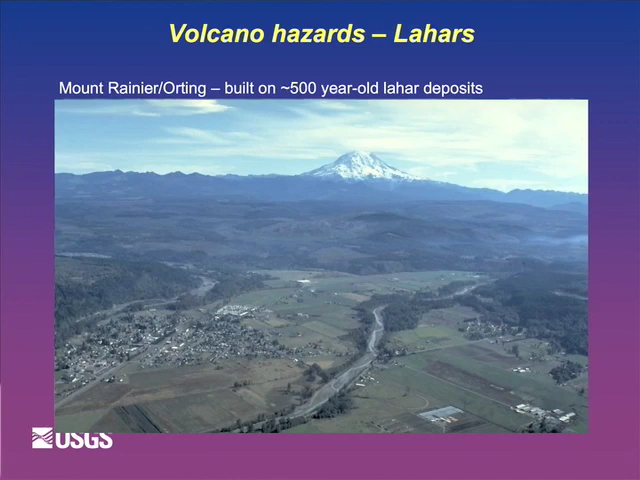 Volcano hazards – Lahars
Mount Rainier/Orting – built on ~500 year-old lahar deposits
USGS